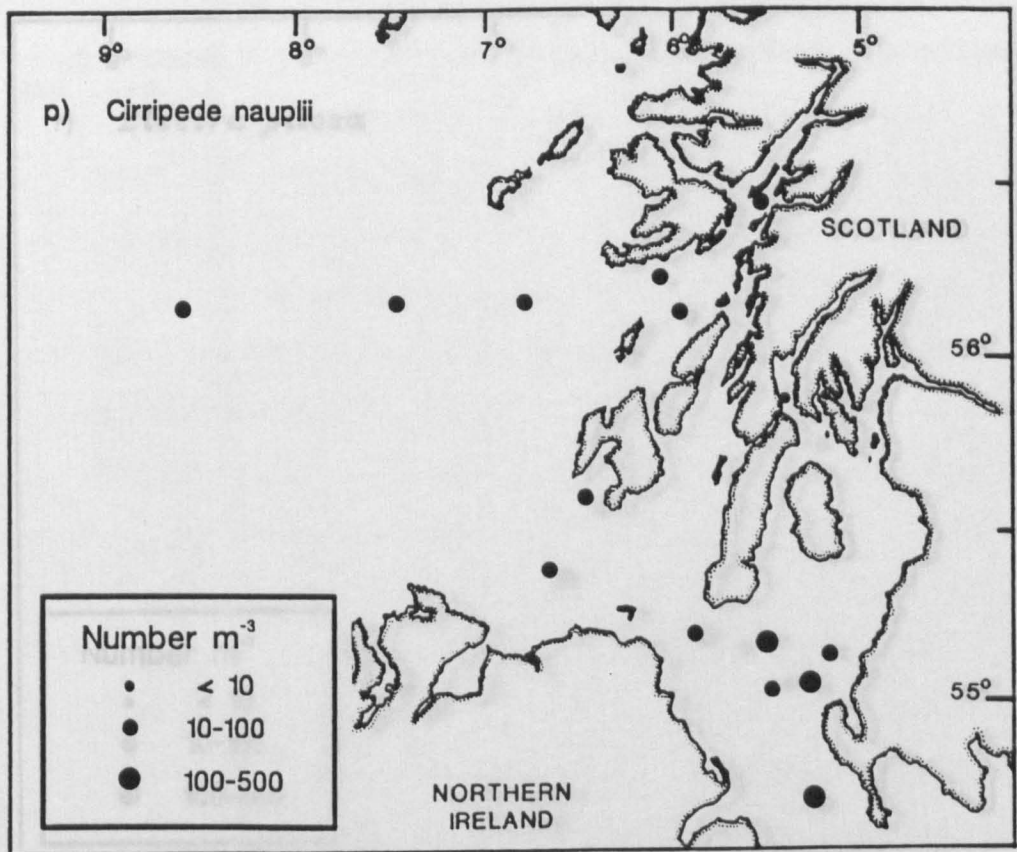 9° 8° 7° 6° 5°
p) Cirripede nauplii
SCOTLAND
56°
Number m⁻³
< 10
10-100
100-500
55°
NORTHERN
IRELAND